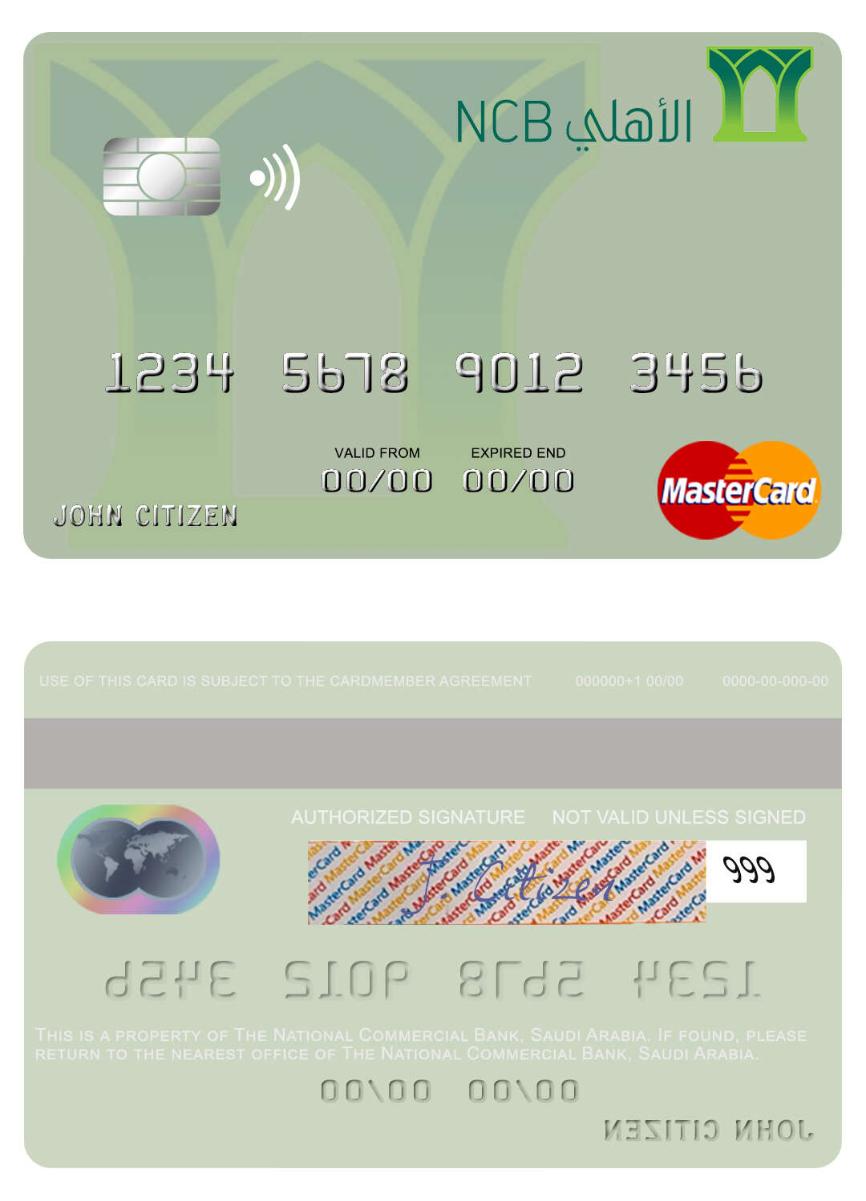 NCB الأهلي
1234 5678 9012 3456
VALID FROM EXPIRED END
00/00 00/00
JOHN CITIZEN
MasterCard
USE OF THIS CARD IS SUBJECT TO THE CARDMEMBER AGREEMENT 000000+1 00/00 0000-00-000-00
AUTHORIZED SIGNATURE NOT VALID UNLESS SIGNED
J Citizen 999
1234 5678 9012 3456
THIS IS A PROPERTY OF THE NATIONAL COMMERCIAL BANK, SAUDI ARABIA. IF FOUND, PLEASE
RETURN TO THE NEAREST OFFICE OF THE NATIONAL COMMERCIAL BANK, SAUDI ARABIA.
00/00 00/00
JOHN CITIZEN